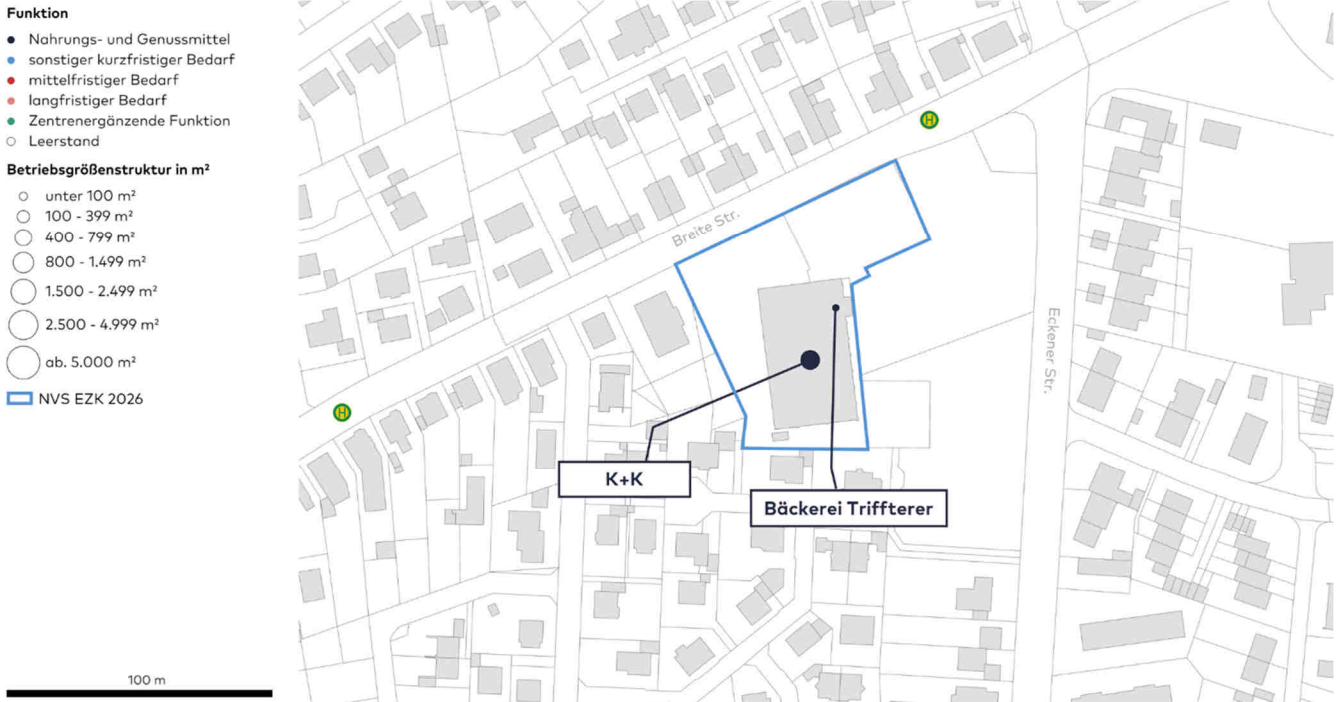 Funktion
Nahrungs- und Genussmittel
sonstiger kurzfristiger Bedarf
mittelfristiger Bedarf
langfristiger Bedarf
Zentrenergänzende Funktion
Leerstand
Betriebsgrößenstruktur in m²
unter 100 m²
100 - 399 m²
400 - 799 m²
800 - 1.499 m²
1.500 - 2.499 m²
2.500 - 4.999 m²
ab. 5.000 m²
NVS EZK 2026
100 m
H
Breite Str.
Eckener Str.
H
K+K
Bäckerei Triffterer